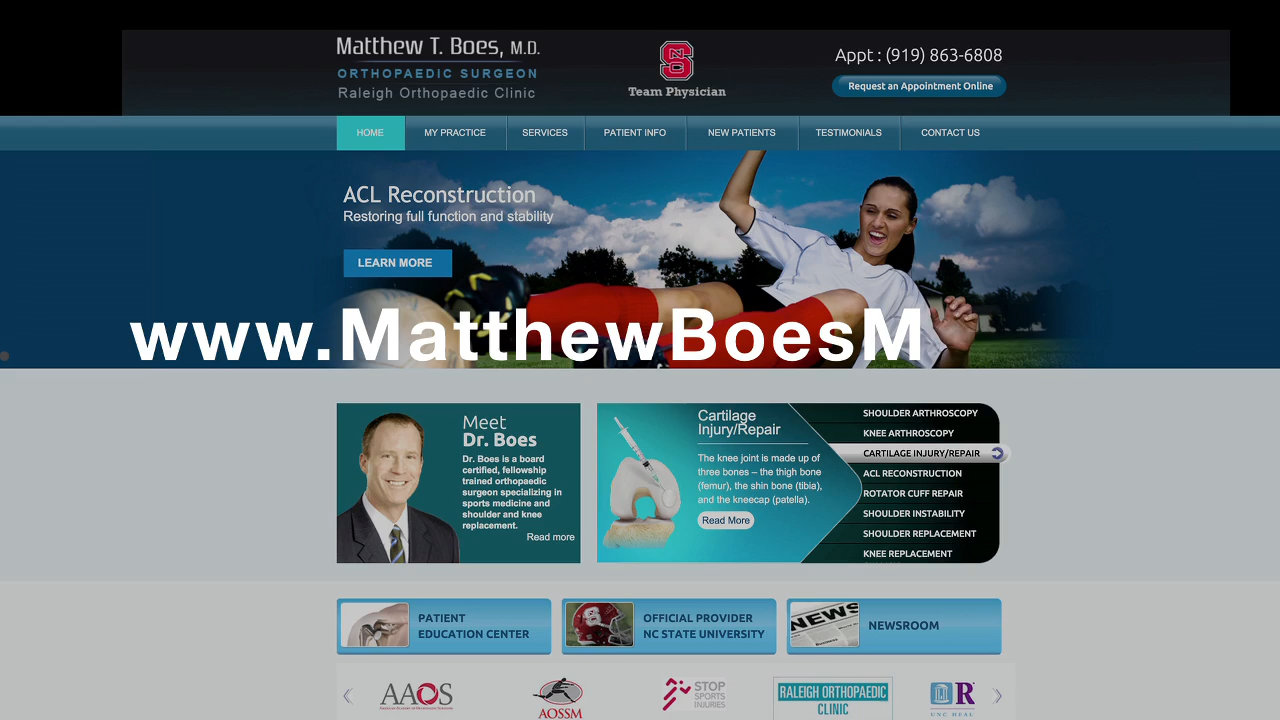 Matthew T. Boes, M.D.
ORTHOPAEDIC SURGEON
Raleigh Orthopaedic Clinic
NCS
Team Physician
Appt : (919) 863-6808
Request an Appointment Online
HOME MY PRACTICE SERVICES PATIENT INFO NEW PATIENTS TESTIMONIALS CONTACT US
ACL Reconstruction
Restoring full function and stability
LEARN MORE
www.MatthewBoesM
Meet
Dr. Boes
Dr. Boes is a board
certified, fellowship
trained orthopaedic
surgeon specializing in
sports medicine and
shoulder and knee
replacement.
Read more
Cartilage
Injury/Repair
The knee joint is made up of
three bones – the thigh bone
(femur), the shin bone (tibia),
and the kneecap (patella).
Read More
SHOULDER ARTHROSCOPY
KNEE ARTHROSCOPY
CARTILAGE INJURY/REPAIR
ACL RECONSTRUCTION
ROTATOR CUFF REPAIR
SHOULDER INSTABILITY
SHOULDER REPLACEMENT
KNEE REPLACEMENT
PATIENT
EDUCATION CENTER
OFFICIAL PROVIDER
NC STATE UNIVERSITY
NEWS
NEWSROOM
AAOS
AOSSM
STOP
SPORTS
INJURIES
RALEIGH ORTHOPAEDIC
CLINIC
R
UNC HEAL